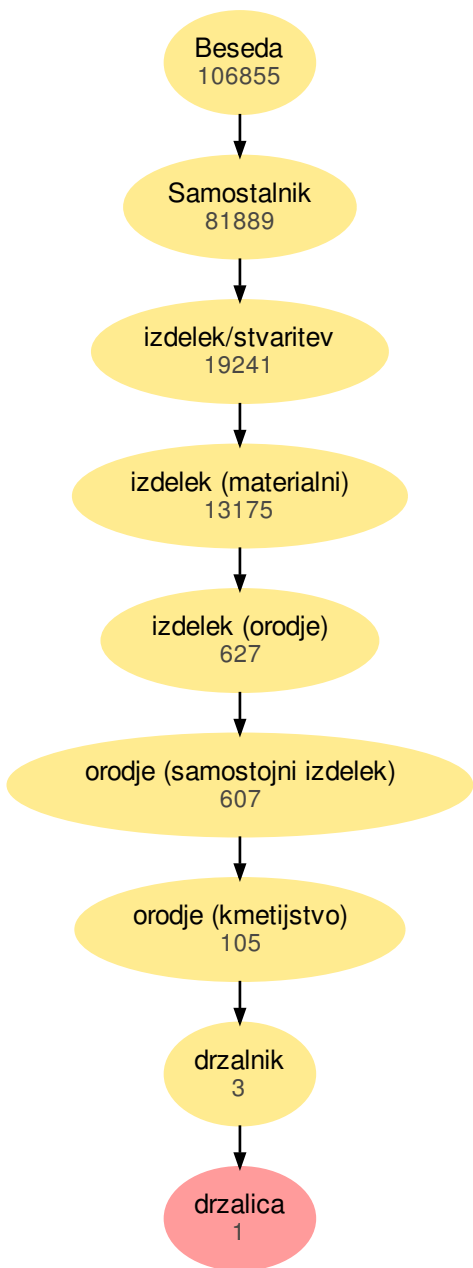 Beseda
106855
Samostalnik
81889
izdelek/stvaritev
19241
izdelek (materialni)
13175
izdelek (orodje)
627
orodje (samostojni izdelek)
607
orodje (kmetijstvo)
105
drzalnik
3
drzalica
1